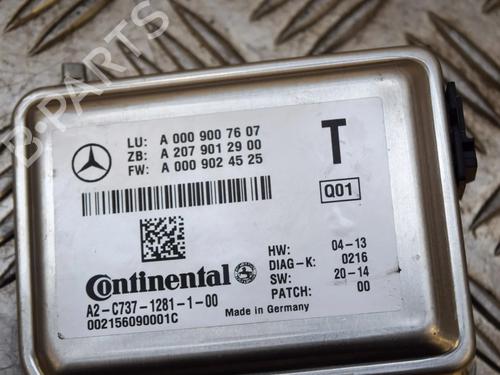 B-PARTS
LU: A 000 900 76 07
ZB: A 207 901 29 00
FW: A 000 902 45 25
T
Q01
Continental
A2-C737-1281-1-00
002156090001C
HW: 04-13
DIAG-K: 0216
SW: 20-14
PATCH: 00
Made in Germany